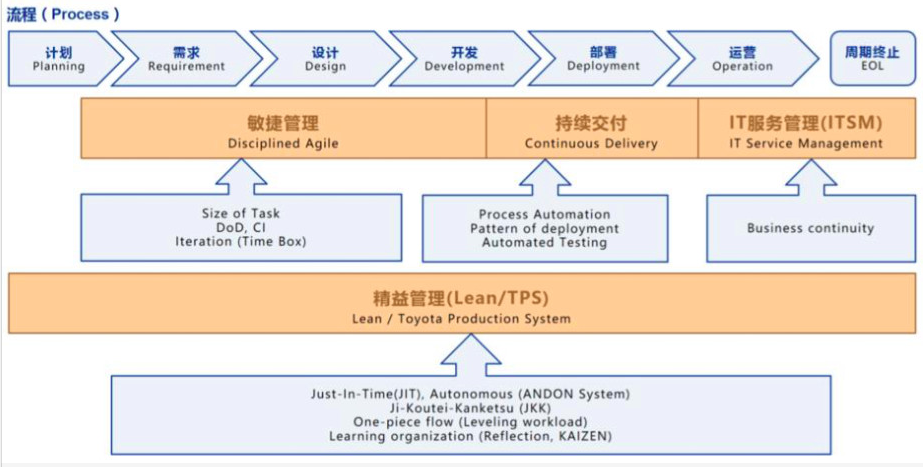 流程（Process）
计划
Planning
需求
Requirement
设计
Design
开发
Development
部署
Deployment
运营
Operation
周期终止
EOL
敏捷管理
Disciplined Agile
持续交付
Continuous Delivery
IT服务管理(ITSM)
IT Service Management
Size of Task
DoD, CI
Iteration (Time Box)
Process Automation
Pattern of deployment
Automated Testing
Business continuity
精益管理(Lean/TPS)
Lean / Toyota Production System
Just-In-Time(JIT), Autonomous (ANDON System)
Ji-Koutei-Kanketsu (JKK)
One-piece flow (Leveling workload)
Learning organization (Reflection, KAIZEN)